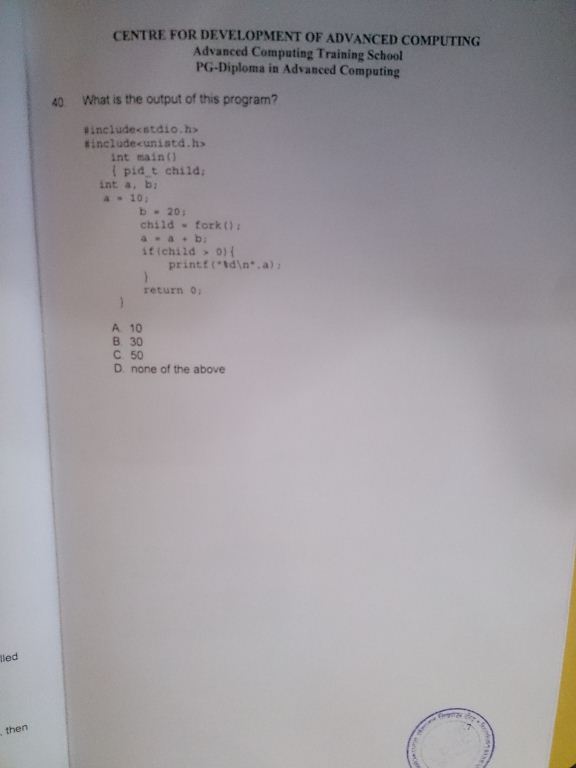 CENTRE FOR DEVELOPMENT OF ADVANCED COMPUTING
Advanced Computing Training School
PG-Diploma in Advanced Computing
40. What is the output of this program?
#include<stdio.h>
#include<unistd.h>
int main()
{ pid_t child;
int a, b;
a = 10;
b = 20;
child = fork();
a = a + b;
if(child > 0){
printf("%d\n",a);
}
return 0;
}
A. 10
B. 30
C. 50
D. none of the above
lled
, then